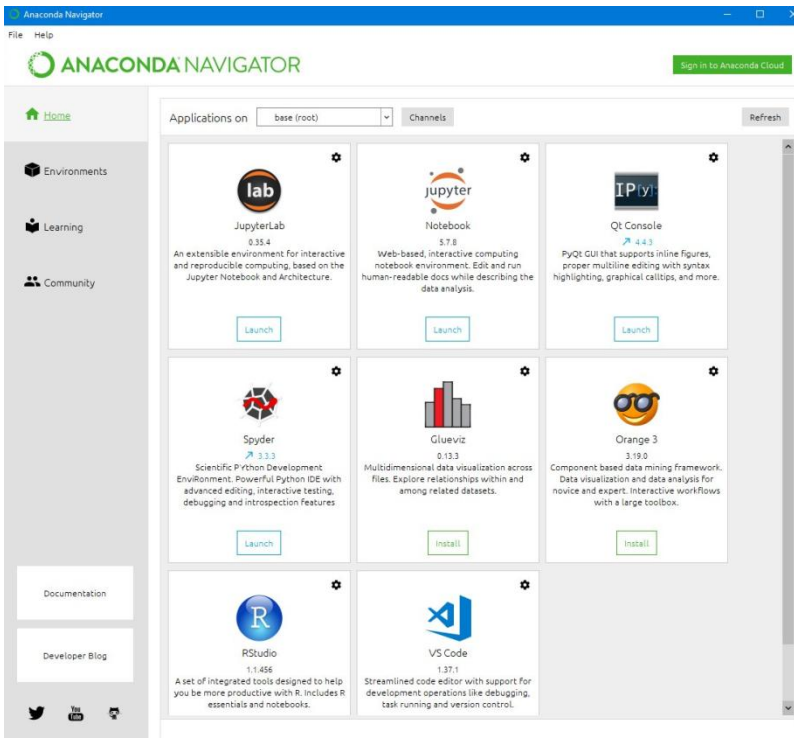 Anaconda Navigator
File Help
ANACONDA NAVIGATOR
Sign in to Anaconda Cloud
Home
Environments
Learning
Community
Documentation
Developer Blog
You
Tube
Applications on base (root) Channels Refresh
lab
JupyterLab
0.35.4
An extensible environment for interactive
and reproducible computing, based on the
Jupyter Notebook and Architecture.
Launch
jupyter
Notebook
5.7.8
Web-based, interactive computing
notebook environment. Edit and run
human-readable docs while describing the
data analysis.
Launch
IP[y]:
Qt Console
4.4.3
PyQt GUI that supports inline figures,
proper multiline editing with syntax
highlighting, graphical calltips, and more.
Launch
Spyder
3.3.3
Scientific PYthon Development
EnviRonment. Powerful Python IDE with
advanced editing, interactive testing,
debugging and introspection features
Launch
Glueviz
0.13.3
Multidimensional data visualization across
files. Explore relationships within and
among related datasets.
Install
Orange 3
3.19.0
Component based data mining framework.
Data visualization and data analysis for
novice and expert. Interactive workflows
with a large toolbox.
Install
R
RStudio
1.1.456
A set of integrated tools designed to help
you be more productive with R. Includes R
essentials and notebooks.
VS Code
1.37.1
Streamlined code editor with support for
development operations like debugging,
task running and version control.